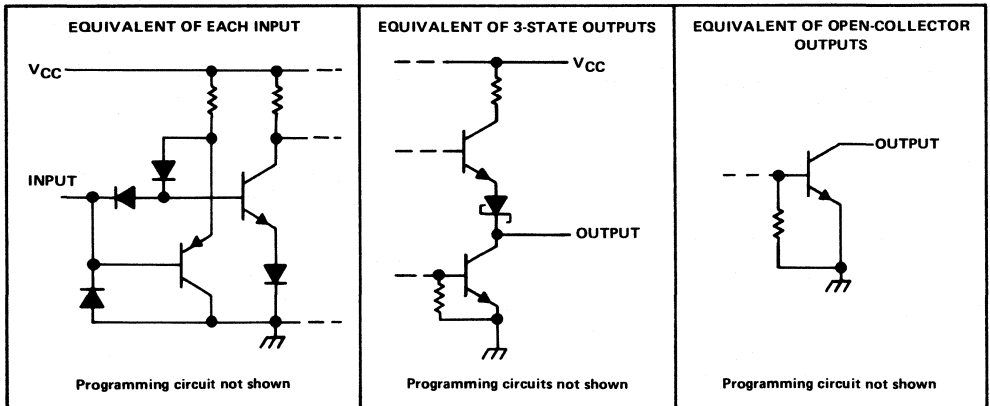 EQUIVALENT OF EACH INPUT
VCC
INPUT
Programming circuit not shown
EQUIVALENT OF 3-STATE OUTPUTS
VCC
OUTPUT
Programming circuits not shown
EQUIVALENT OF OPEN-COLLECTOR
OUTPUTS
OUTPUT
Programming circuit not shown